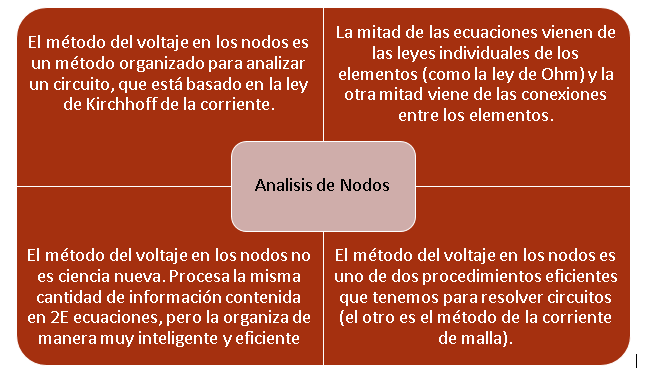 El método del voltaje en los nodos es
un método organizado para analizar
un circuito, que está basado en la ley
de Kirchhoff de la corriente.
La mitad de las ecuaciones vienen de
las leyes individuales de los
elementos (como la ley de Ohm) y la
otra mitad viene de las conexiones
entre los elementos.
Analisis de Nodos
El método del voltaje en los nodos no
es ciencia nueva. Procesa la misma
cantidad de información contenida
en 2E ecuaciones, pero la organiza de
manera muy inteligente y eficiente
El método del voltaje en los nodos es
uno de dos procedimientos eficientes
que tenemos para resolver circuitos
(el otro es el método de la corriente
de malla).